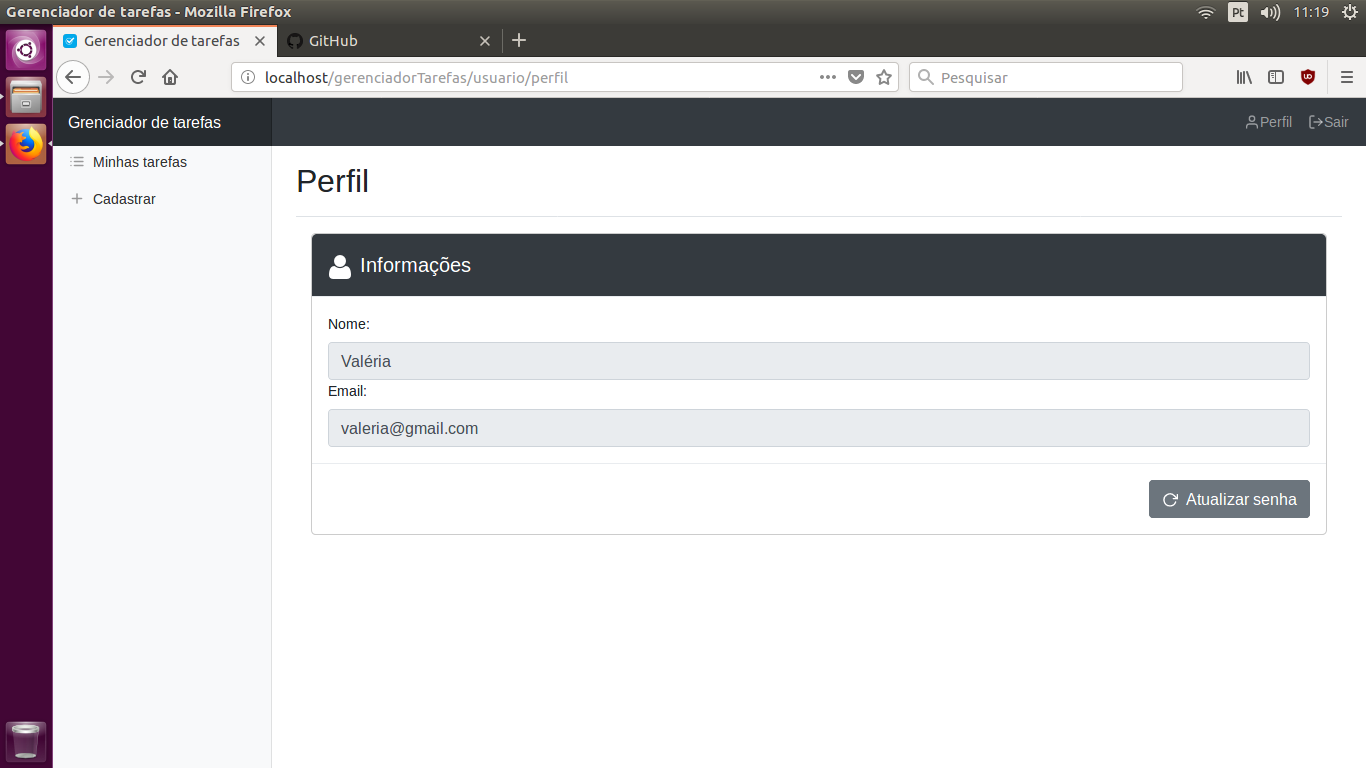 Gerenciador de tarefas - Mozilla Firefox
Pt
11:19
Gerenciador de tarefas
GitHub
localhost/gerenciadorTarefas/usuario/perfil
Pesquisar
Grenciador de tarefas
Perfil
Sair
Minhas tarefas
Cadastrar
Perfil
Informações
Nome:
Valéria
Email:
valeria@gmail.com
Atualizar senha